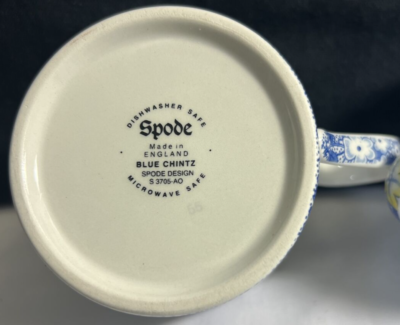 DISHWASHER SAFE
Spode
Made in
ENGLAND
BLUE CHINTZ
SPODE DESIGN
S 3705-AO
MICROWAVE SAFE